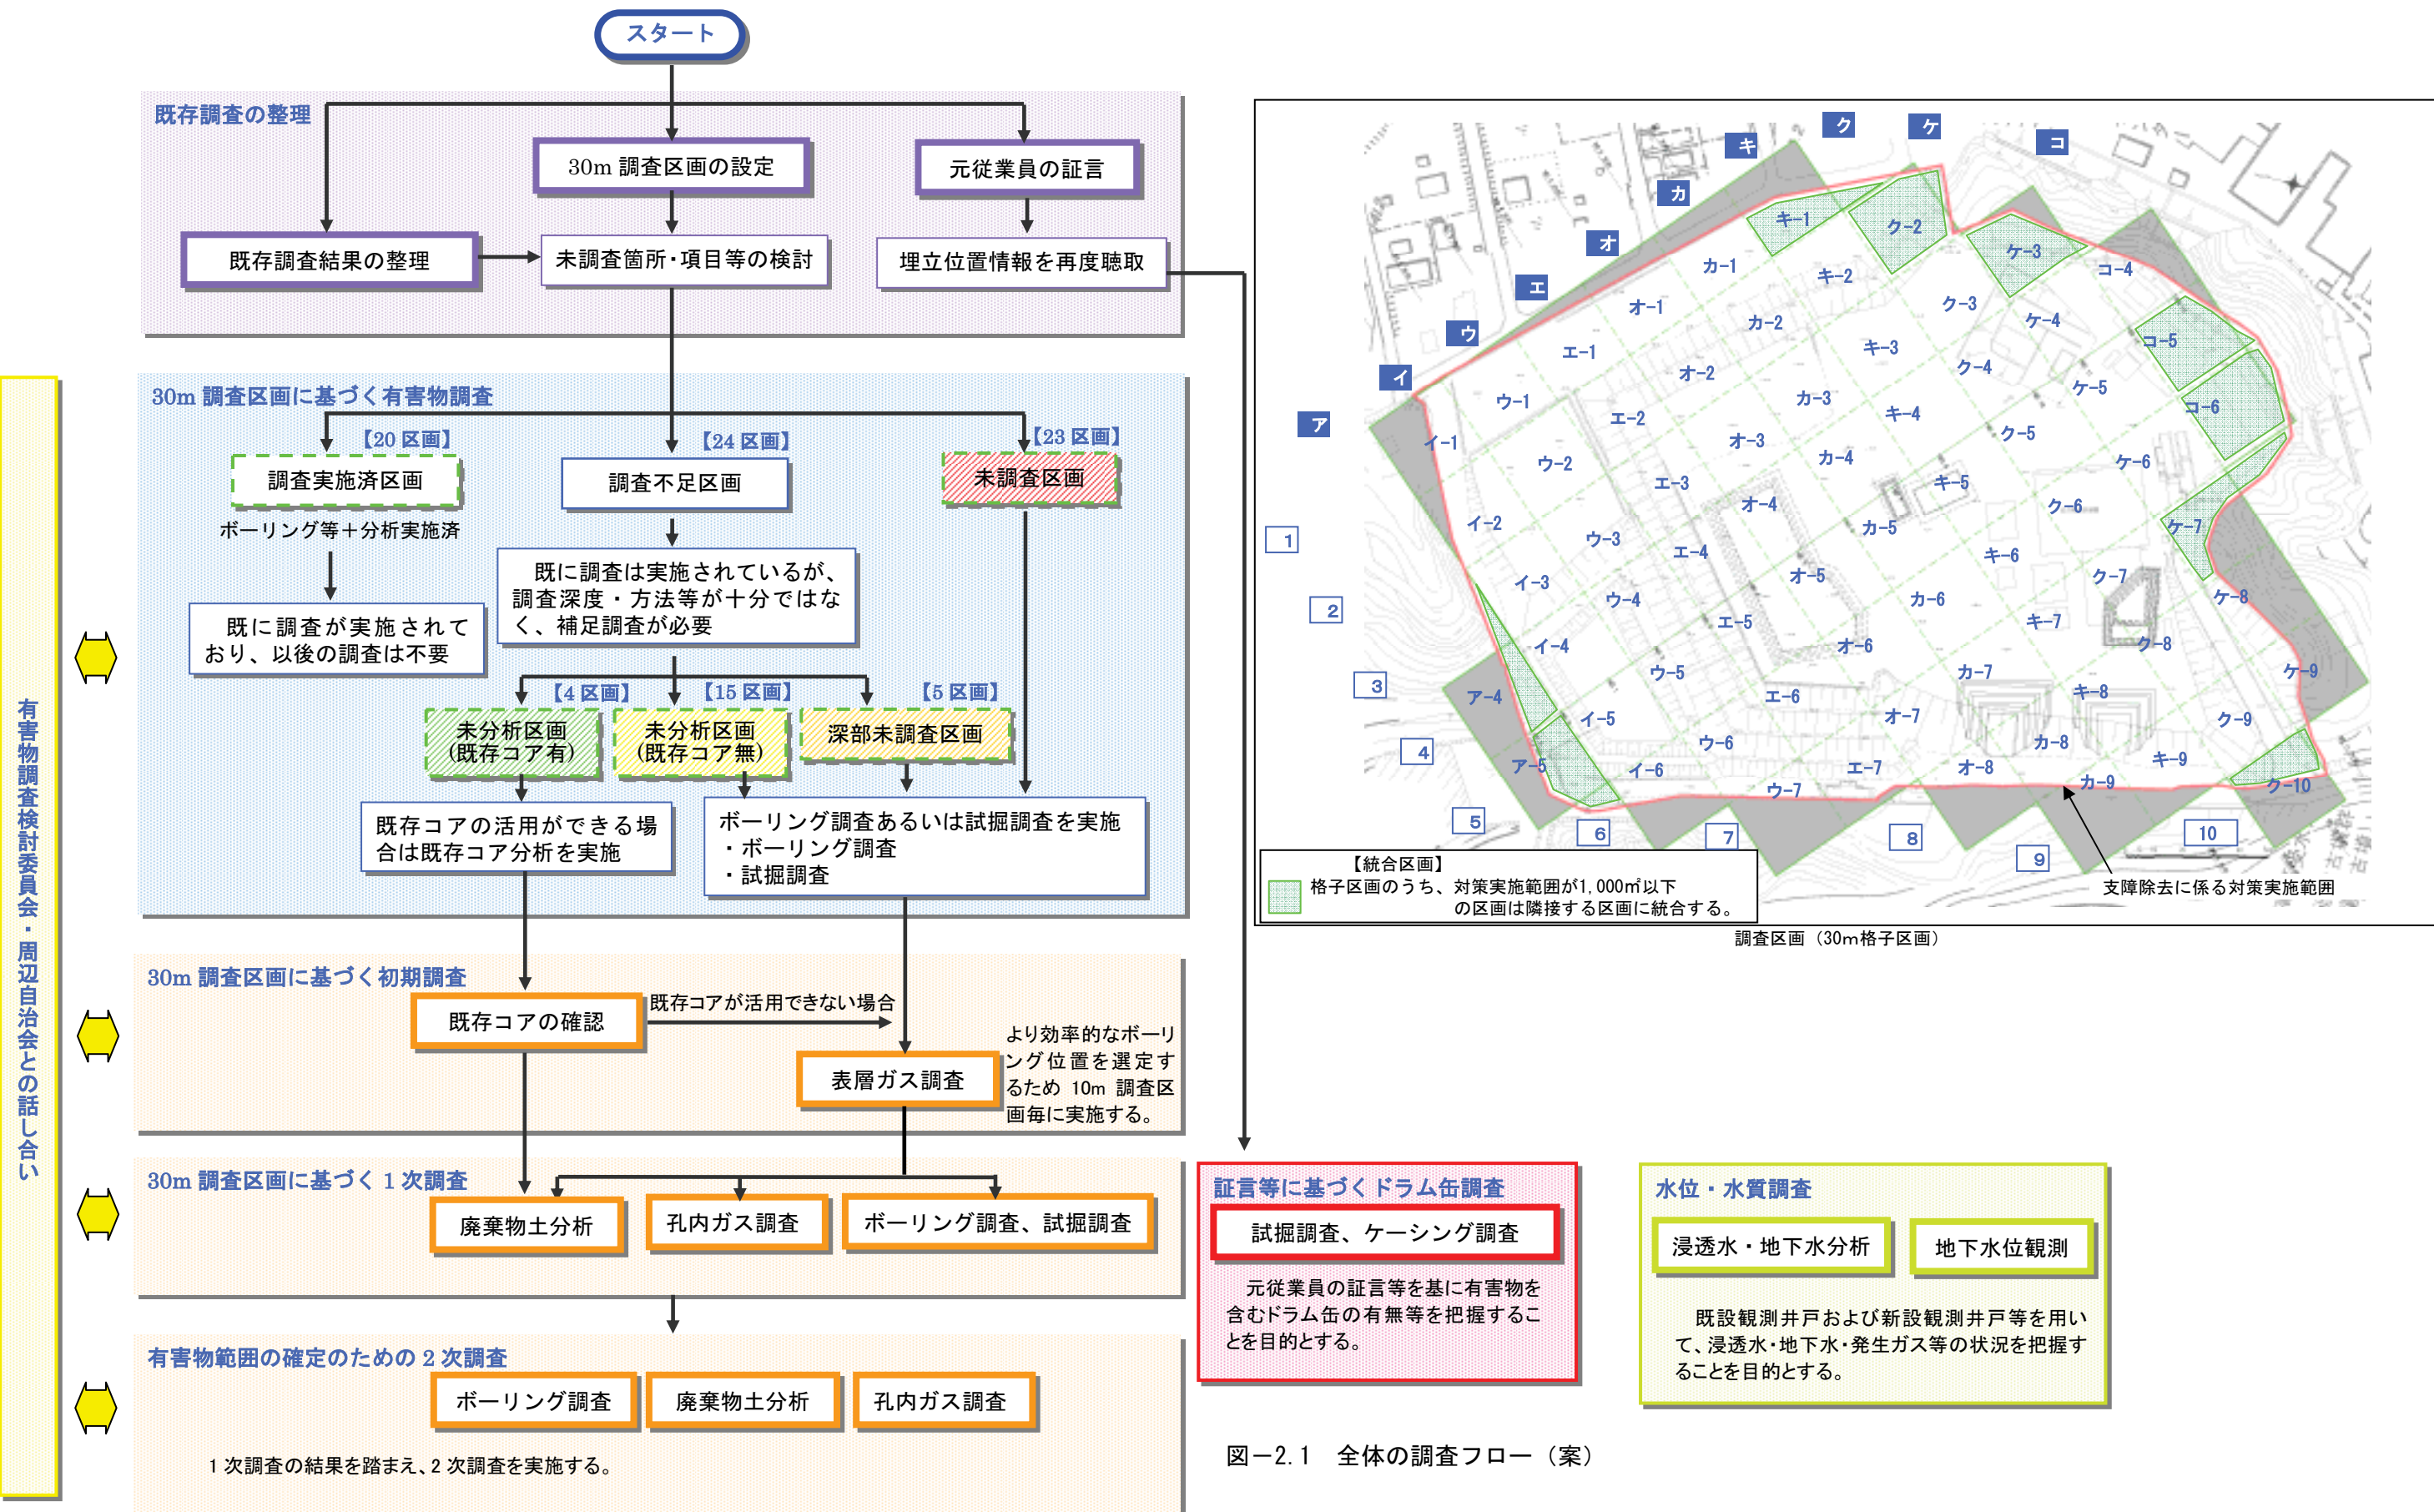 スタート
既存調査の整理
30m 調査区画の設定
元従業員の証言
既存調査結果の整理
未調査箇所・項目等の検討
埋立位置情報を再度聴取
30m 調査区画に基づく有害物調査
【20 区画】
【24 区画】
【23 区画】
調査実施済区画
調査不足区画
未調査区画
ボーリング等＋分析実施済
既に調査が実施されて
おり、以後の調査は不要
既に調査は実施されているが、
調査深度・方法等が十分ではな
く、補足調査が必要
【4 区画】
【15 区画】
【5 区画】
未分析区画
(既存コア有)
未分析区画
(既存コア無)
深部未調査区画
既存コアの活用ができる場
合は既存コア分析を実施
ボーリング調査あるいは試掘調査を実施
・ボーリング調査
・試掘調査
30m 調査区画に基づく初期調査
既存コアの確認
既存コアが活用できない場合
表層ガス調査
より効率的なボーリ
ング位置を選定す
るため 10m 調査区
画毎に実施する。
30m 調査区画に基づく 1 次調査
廃棄物土分析
孔内ガス調査
ボーリング調査、試掘調査
有害物範囲の確定のための 2 次調査
ボーリング調査
廃棄物土分析
孔内ガス調査
1 次調査の結果を踏まえ、2 次調査を実施する。
有害物調査検討委員会・周辺自治会との話し合い
ア
イ
ウ
エ
オ
カ
キ
ク
ケ
コ
1
2
3
4
5
6
7
8
9
10
キ-1
ク-2
ケ-3
コ-4
カ-1
キ-2
ク-3
ケ-4
コ-5
オ-1
カ-2
キ-3
ク-4
ケ-5
コ-6
エ-1
オ-2
カ-3
キ-4
ク-5
ケ-6
ウ-1
エ-2
オ-3
カ-4
キ-5
ク-6
ケ-7
イ-1
ウ-2
エ-3
オ-4
カ-5
キ-6
ク-7
ケ-8
イ-2
ウ-3
エ-4
オ-5
カ-6
キ-7
ク-8
ケ-9
イ-3
ウ-4
エ-5
オ-6
カ-7
キ-8
ク-9
イ-4
ウ-5
エ-6
オ-7
カ-8
キ-9
ク-10
ア-4
イ-5
ウ-6
エ-7
オ-8
カ-9
ア-5
イ-6
ウ-7
【統合区画】
格子区画のうち、対策実施範囲が1,000㎡以下
の区画は隣接する区画に統合する。
支障除去に係る対策実施範囲
調査区画（30m格子区画）
証言等に基づくドラム缶調査
試掘調査、ケーシング調査
元従業員の証言等を基に有害物を
含むドラム缶の有無等を把握するこ
とを目的とする。
水位・水質調査
浸透水・地下水分析
地下水位観測
既設観測井戸および新設観測井戸等を用い
て、浸透水・地下水・発生ガス等の状況を把握す
ることを目的とする。
図－2.1 全体の調査フロー（案）